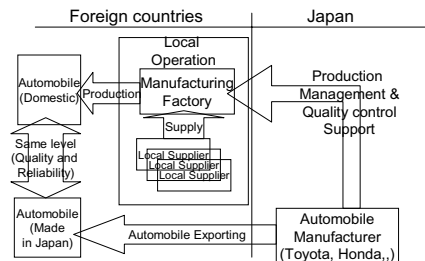 Foreign countries
Japan
Local
Operation
Automobile
(Domestic)
Production
Manufacturing
Factory
Production
Management &
Quality control
Support
Supply
Same level
(Quality and
Reliability)
Local Supplier
Local Supplier
Local Supplier
Automobile
(Made
in Japan)
Automobile Exporting
Automobile
Manufacturer
(Toyota, Honda,,)